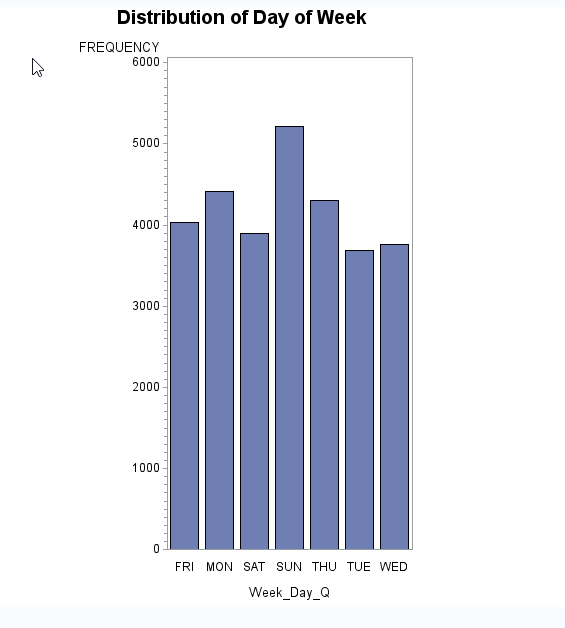 Distribution of Day of Week
FREQUENCY
6000
5000
4000
3000
2000
1000
0
FRI MON SAT SUN THU TUE WED
Week_Day_Q